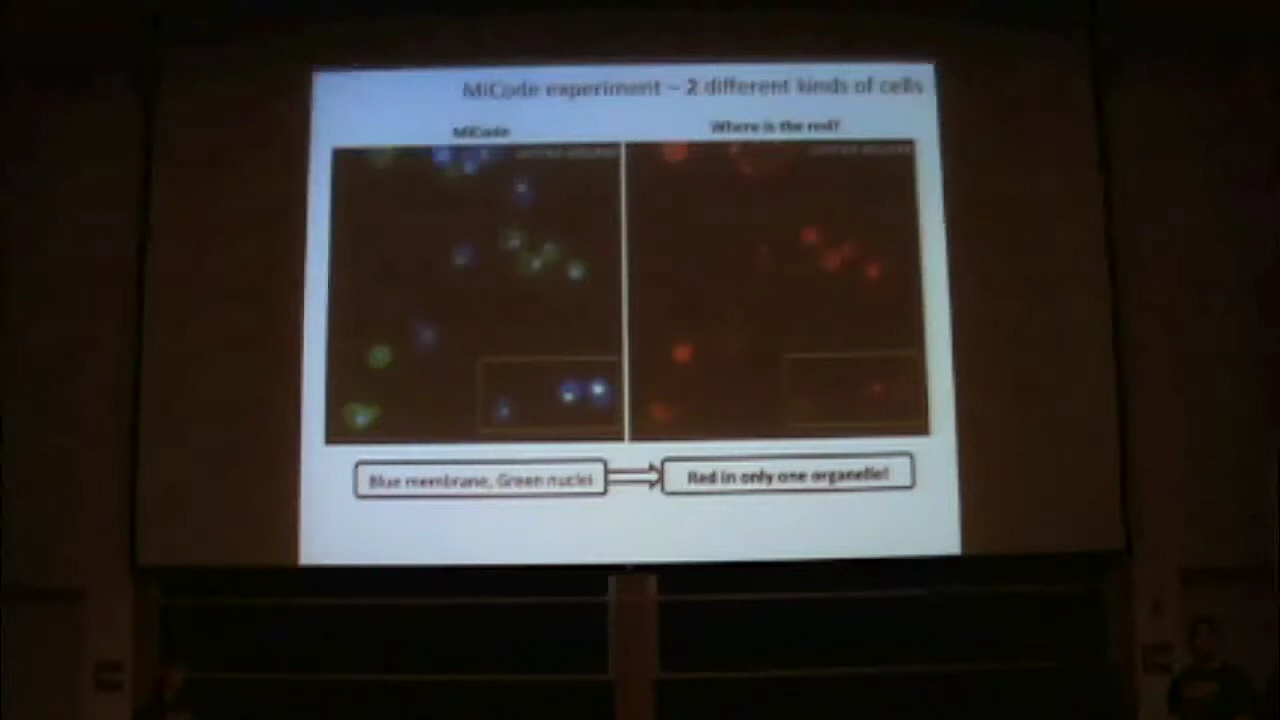 MiCode experiment – 2 different kinds of cells
MiCode
Where is the red?
Blue membrane, Green nuclei
Red in only one organelle!